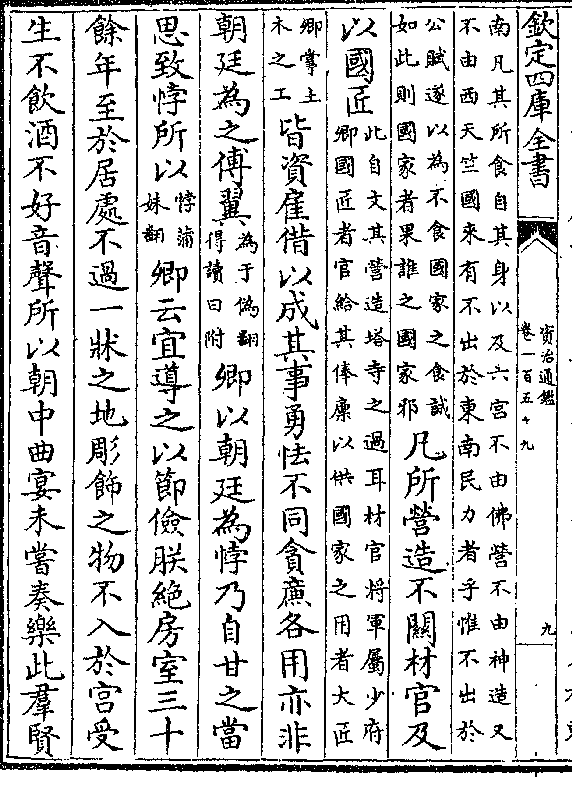 欽定四庫全書
資治通鑑
卷一百五十九
九
南凡其所食自其身以及六宮不由佛營不由神造又
不由西天竺國來有不出於東南民力者乎惟不出於
公賦遂以為不食國家之食誠
如此則國家者果誰之國家邪
凡所營造不關材官及
以國匠
此自文其營造塔寺之過耳材官將軍屬少府
卿國匠者官給其俸廩以供國家之用者大匠
卿掌主
木之工
皆資雇借以成其事勇怯不同貪廉各用亦非
朝廷為之傅翼
為于偽翻
得讀曰附
卿以朝廷為悖乃自甘之當
思致悖所以
悖蒲
妹翻
卿云宜導之以節儉朕絶房室三十
餘年至於居處不過一牀之地彫飾之物不入於宮受
生不飲酒不好音聲所以朝中曲宴未嘗奏樂此羣賢